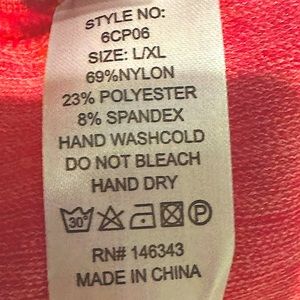 STYLE NO:
6CP06
SIZE: L/XL
69%NYLON
23% POLYESTER
8% SPANDEX
HAND WASHCOLD
DO NOT BLEACH
HAND DRY
30° P
RN# 146343
MADE IN CHINA